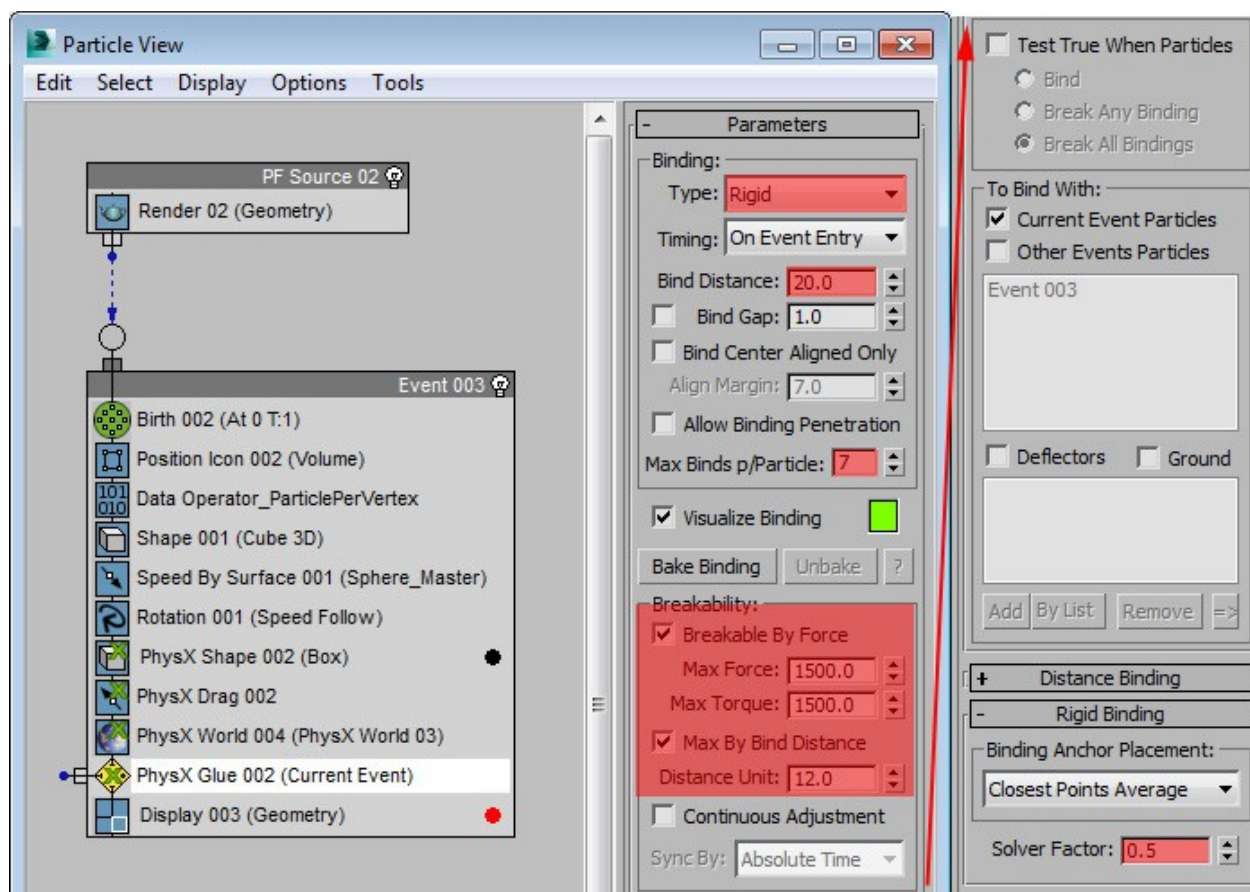 Particle View
Edit Select Display Options Tools
PF Source 02
Render 02 (Geometry)
Event 003
Birth 002 (At 0 T:1)
Position Icon 002 (Volume)
101
010
Data Operator_ParticlePerVertex
Shape 001 (Cube 3D)
Speed By Surface 001 (Sphere_Master)
Rotation 001 (Speed Follow)
PhysX Shape 002 (Box)
PhysX Drag 002
PhysX World 004 (PhysX World 03)
PhysX Glue 002 (Current Event)
Display 003 (Geometry)
- Parameters
Binding:
Type: Rigid
Timing: On Event Entry
Bind Distance: 20.0
Bind Gap: 1.0
Bind Center Aligned Only
Align Margin: 7.0
Allow Binding Penetration
Max Binds p/Particle: 7
Visualize Binding
Bake Binding Unbake ?
Breakability:
Breakable By Force
Max Force: 1500.0
Max Torque: 1500.0
Max By Bind Distance
Distance Unit: 12.0
Continuous Adjustment
Sync By: Absolute Time
Test True When Particles
Bind
Break Any Binding
Break All Bindings
To Bind With:
Current Event Particles
Other Events Particles
Event 003
Deflectors Ground
Add By List Remove =>
+ Distance Binding
- Rigid Binding
Binding Anchor Placement:
Closest Points Average
Solver Factor: 0.5